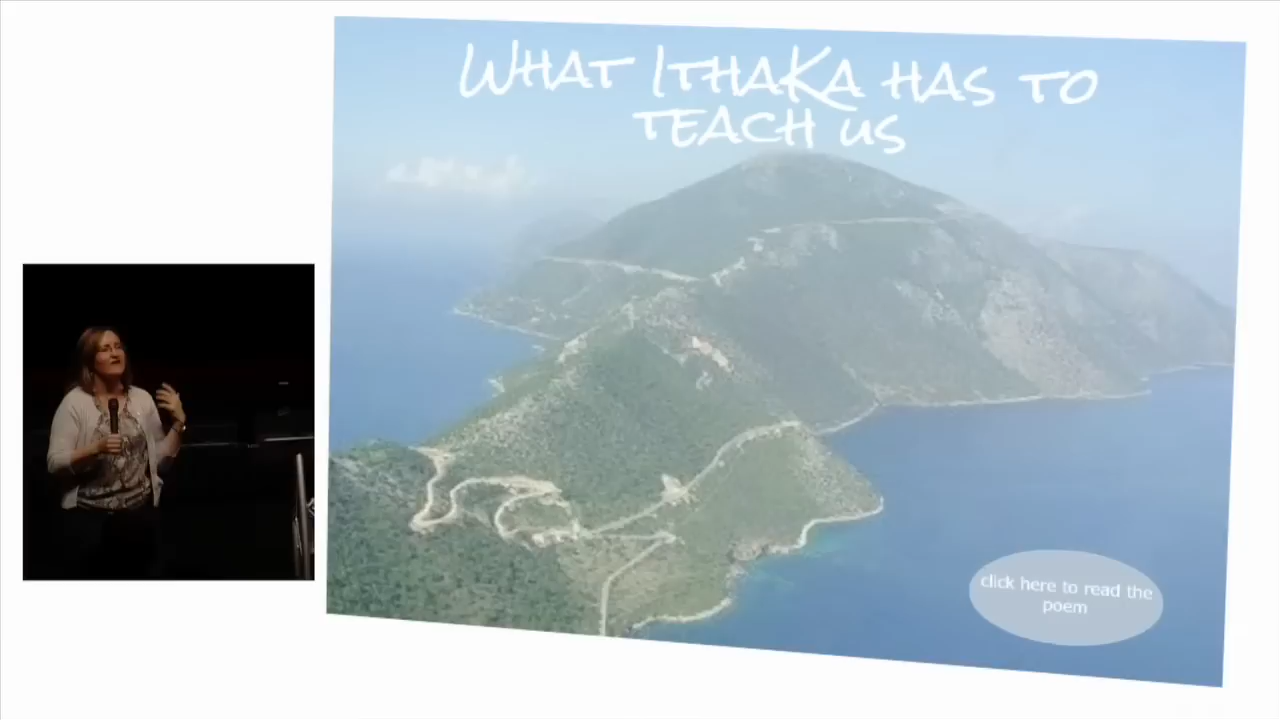 What Ithaka has to
teach us
click here to read the
poem